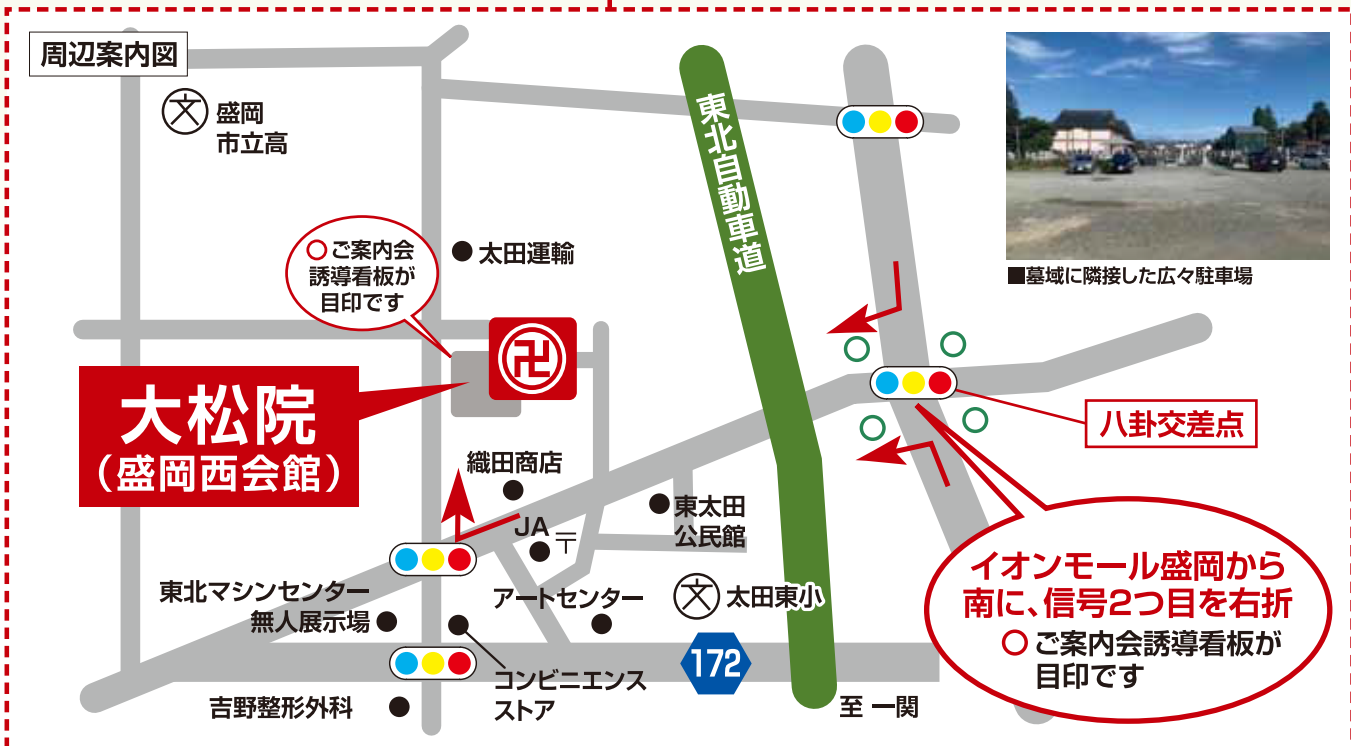 周辺案内図
文
盛岡
市立高
東北自動車道
■墓域に隣接した広々駐車場
○ご案内会
誘導看板が
目印です
太田運輸
卍
大松院
(盛岡西会館)
八卦交差点
織田商店
JA
〒
東太田
公民館
東北マシンセンター
無人展示場
アートセンター
文
太田東小
イオンモール盛岡から
南に、信号2つ目を右折
○ご案内会誘導看板が
目印です
172
コンビニエンス
ストア
吉野整形外科
至 一関